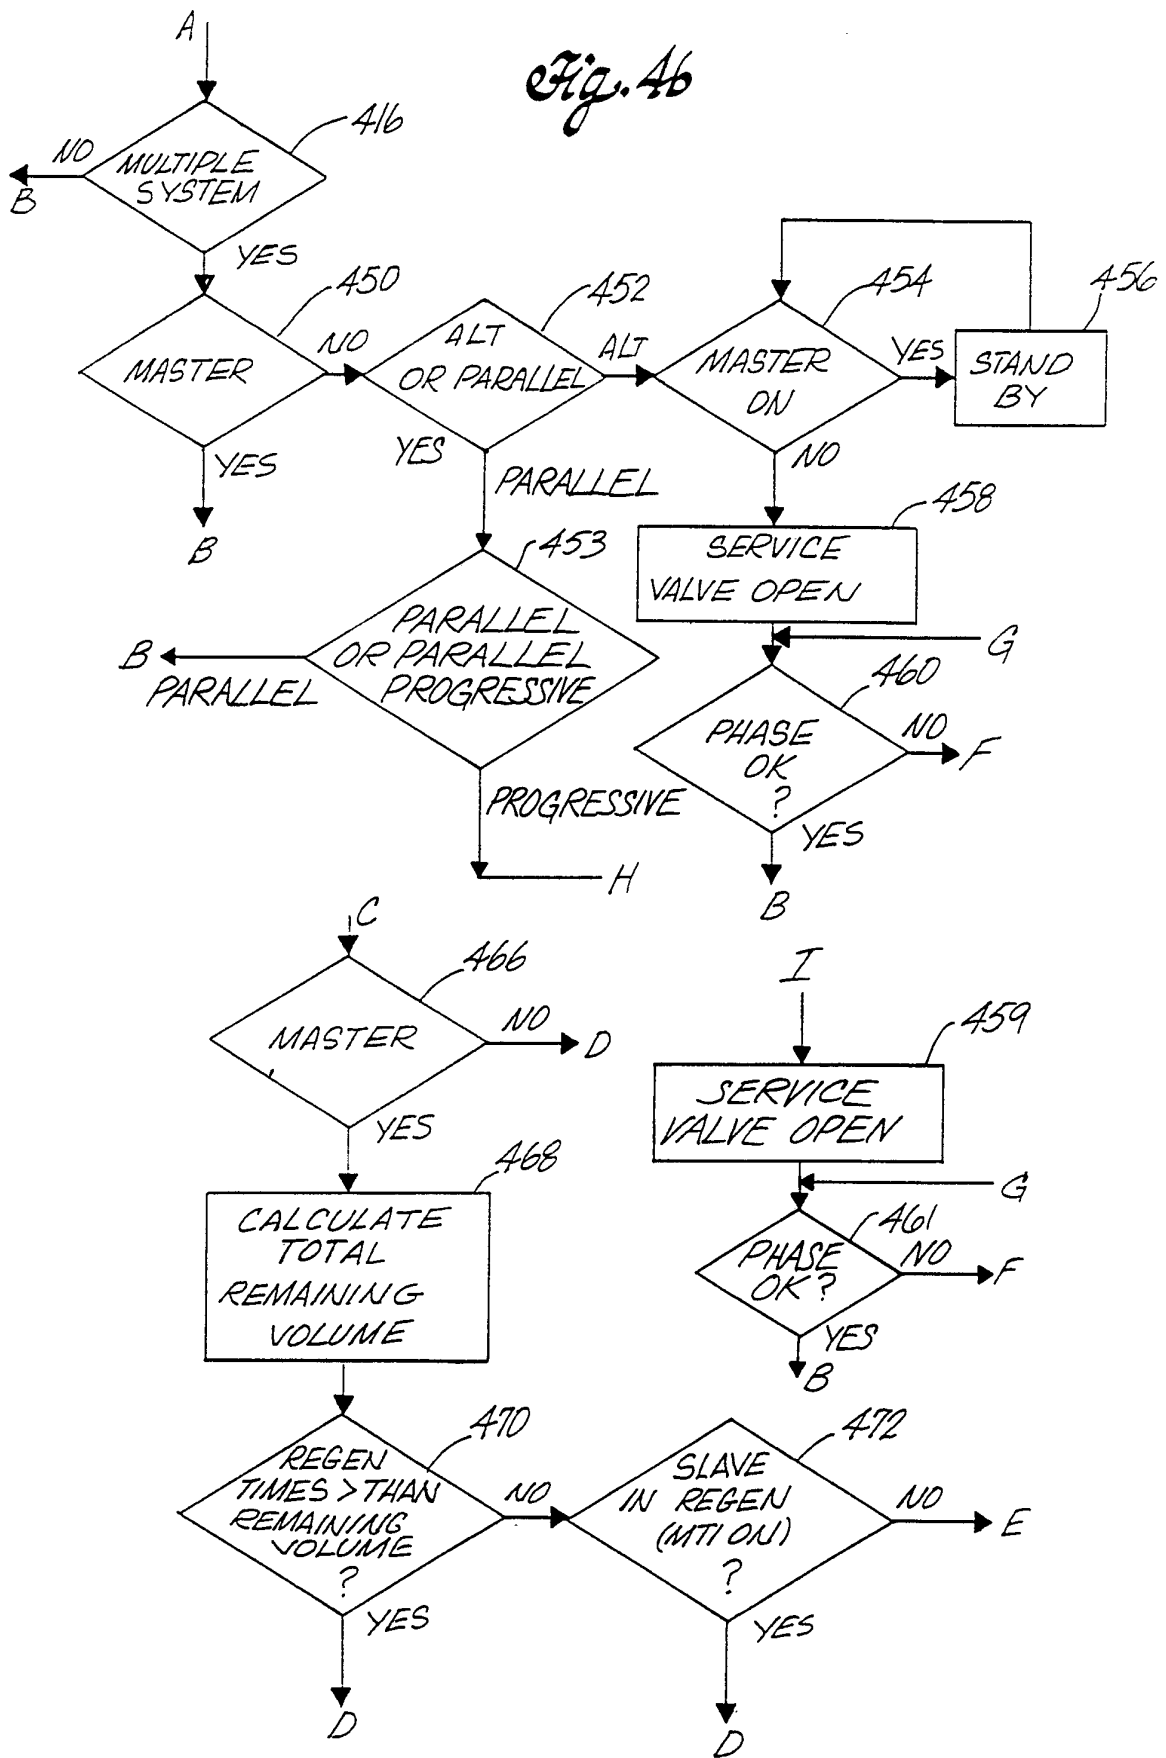 A
Fig. 4b
416
NO
MULTIPLE
SYSTEM
B
YES
450
452
454
456
MASTER
NO
ALT
OR PARALLEL
ALT
MASTER
ON
YES
STAND
BY
YES
B
YES
PARALLEL
NO
453
458
SERVICE
VALVE OPEN
PARALLEL
OR PARALLEL
PROGRESSIVE
B
PARALLEL
G
460
PHASE
OK
?
NO
F
PROGRESSIVE
H
YES
B
C
466
MASTER
NO
D
YES
I
459
SERVICE
VALVE OPEN
G
468
CALCULATE
TOTAL
REMAINING
VOLUME
461
PHASE
OK?
NO
F
YES
B
470
REGEN
TIMES > THAN
REMAINING
VOLUME
?
NO
472
SLAVE
IN REGEN
(MTI ON)
?
NO
E
YES
D
YES
D